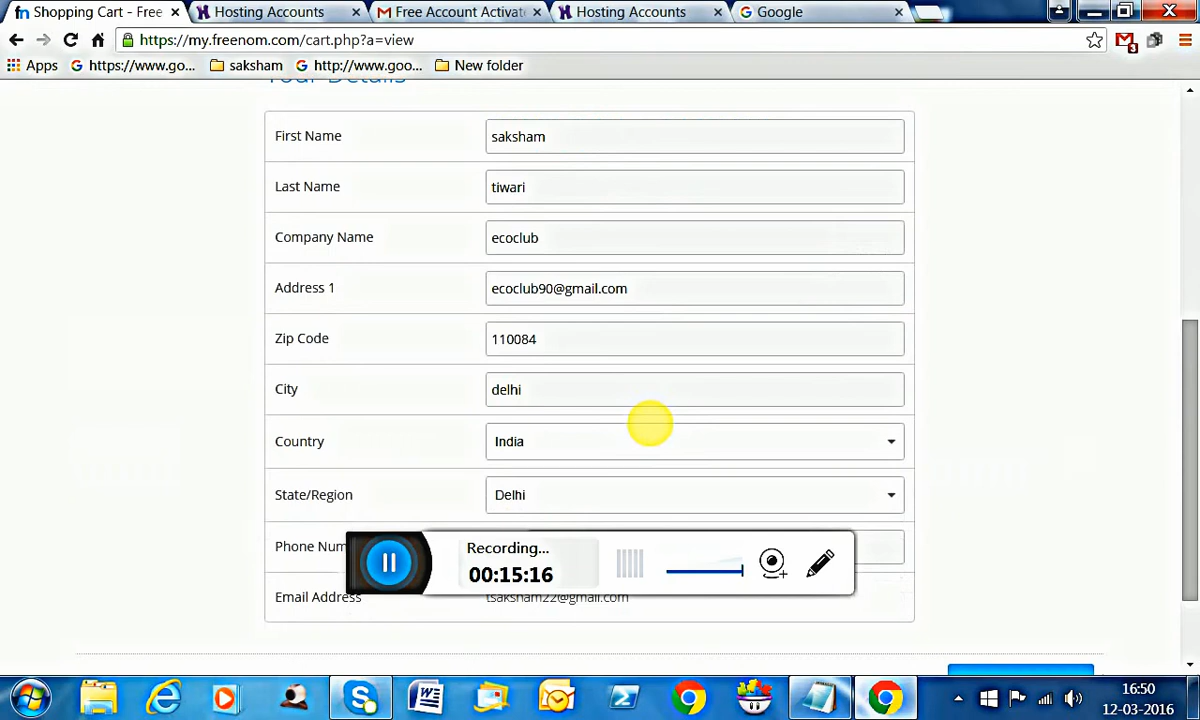 Shopping Cart - Free
Hosting Accounts
Free Account Activat
Hosting Accounts
Google
https://my.freenom.com/cart.php?a=view
3
Apps
https://www.go...
saksham
http://www.goo...
New folder
Your Details
First Name
saksham
Last Name
tiwari
Company Name
ecoclub
Address 1
ecoclub90@gmail.com
Zip Code
110084
City
delhi
Country
India
State/Region
Delhi
Phone Num
Recording...
00:15:16
Email Address
tsaksham22@gmail.com
16:50
12-03-2016